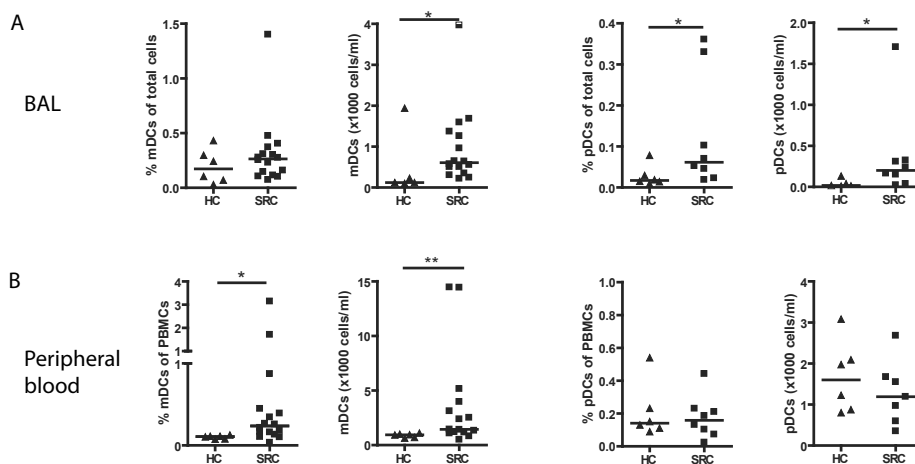 A
BAL
% mDCs of total cells
1.5
1.0
0.5
0.0
HC
SRC
mDCs (x1000 cells/ml)
*
4
2
1
0
HC
SRC
% pDCs of total cells
*
0.4
0.3
0.2
0.1
0.0
HC
SRC
pDCs (x1000 cells/ml)
*
2.0
1.5
1.0
0.5
0.0
HC
SRC
B
Peripheral
blood
% mDCs of PBMCs
*
4
3
2
1
1
0
HC
SRC
mDCs (x1000 cells/ml)
**
15
10
5
0
HC
SRC
% pDCs of PBMCs
1.0
0.8
0.6
0.4
0.2
0.0
HC
SRC
pDCs (x1000 cells/ml)
4
3
2
1
0
HC
SRC